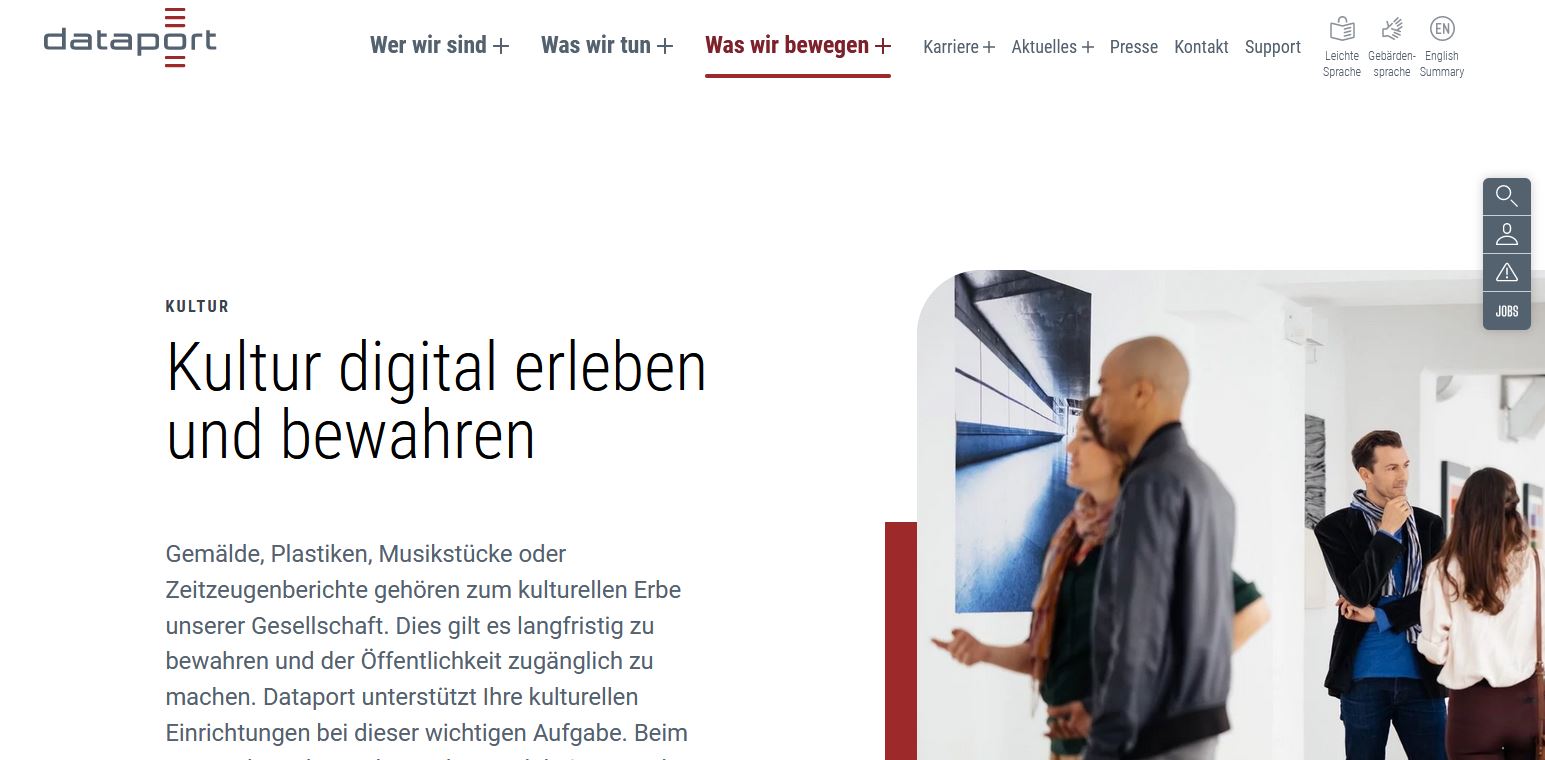 dataport
Wer wir sind
Was wir tun
Was wir bewegen
Karriere
Aktuelles
Presse
Kontakt
Support
Leichte
Sprache
Gebärden-
sprache
EN
English
Summary
JOBS
KULTUR
Kultur digital erleben
und bewahren
Gemälde, Plastiken, Musikstücke oder
Zeitzeugenberichte gehören zum kulturellen Erbe
unserer Gesellschaft. Dies gilt es langfristig zu
bewahren und der Öffentlichkeit zugänglich zu
machen. Dataport unterstützt Ihre kulturellen
Einrichtungen bei dieser wichtigen Aufgabe. Beim